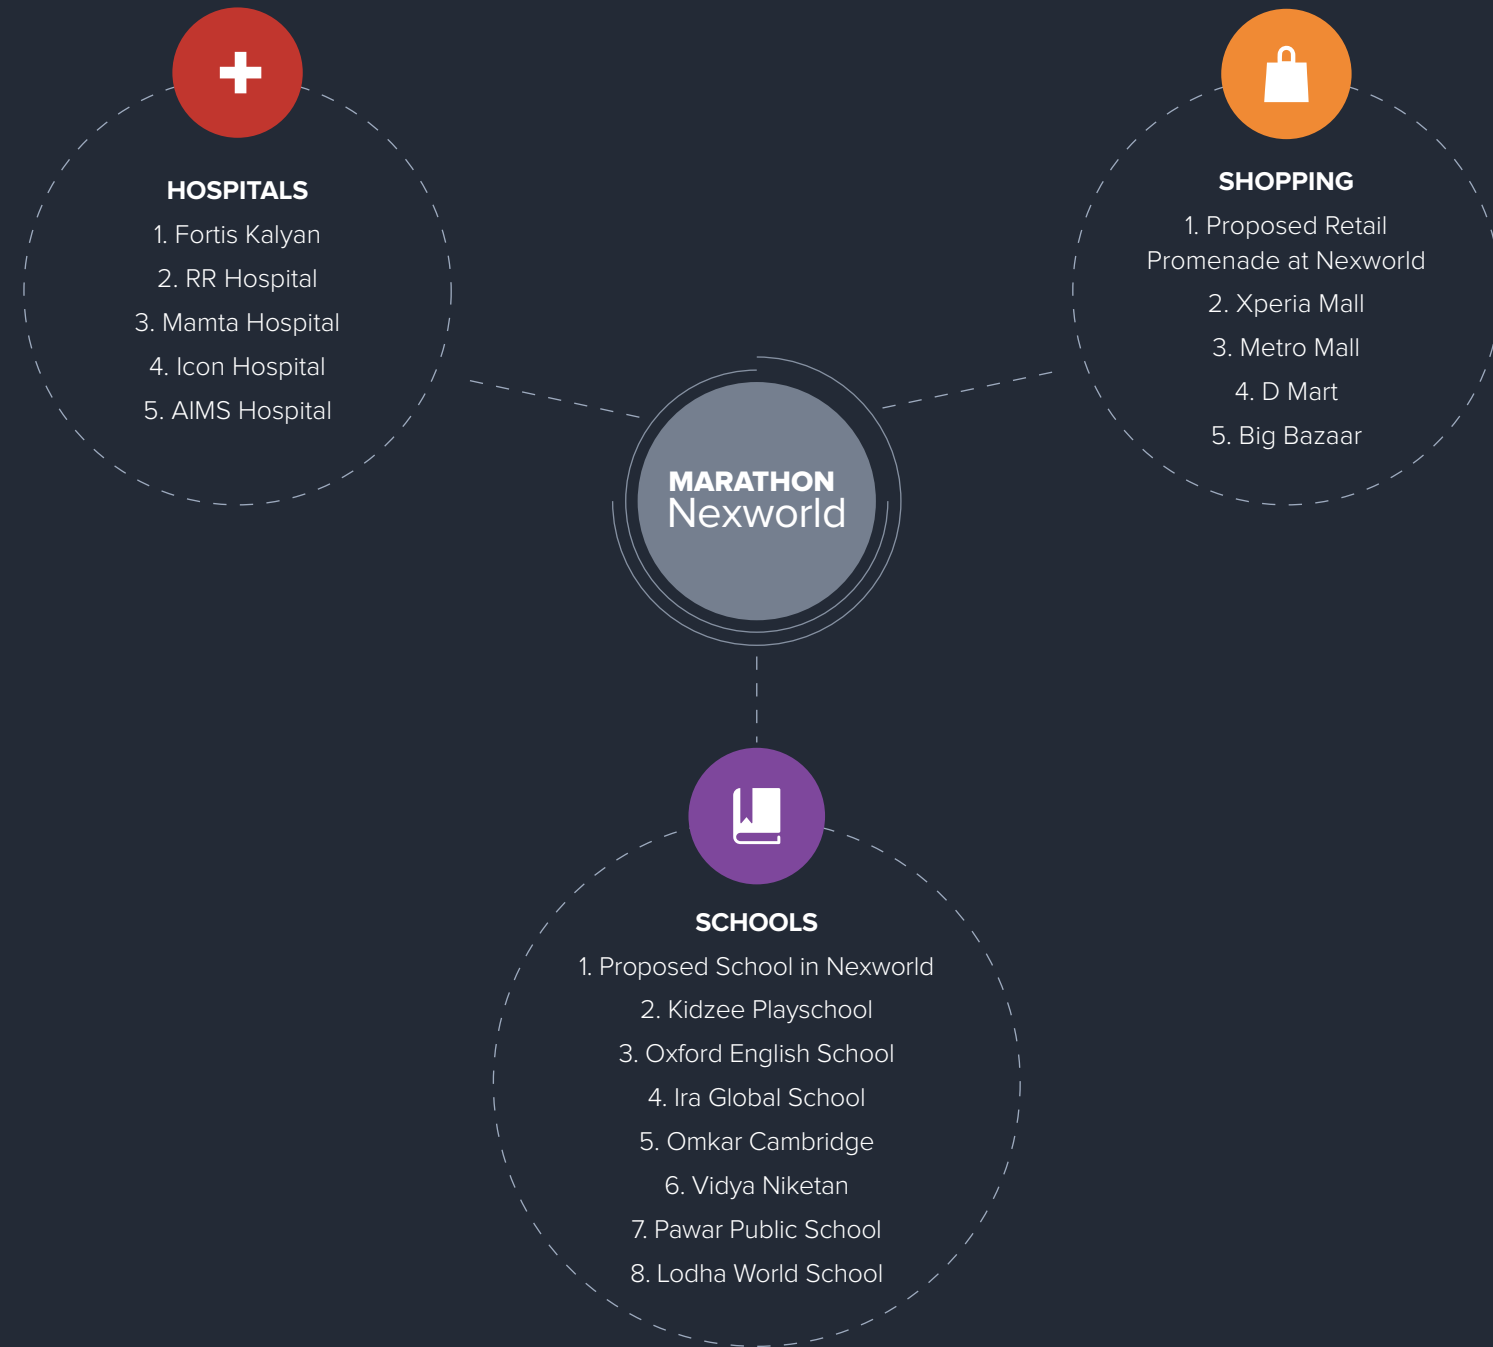 HOSPITALS
1. Fortis Kalyan
2. RR Hospital
3. Mamta Hospital
4. Icon Hospital
5. AIMS Hospital
SHOPPING
1. Proposed Retail
Promenade at Nexworld
2. Xperia Mall
3. Metro Mall
4. D Mart
5. Big Bazaar
MARATHON
Nexworld
SCHOOLS
1. Proposed School in Nexworld
2. Kidzee Playschool
3. Oxford English School
4. Ira Global School
5. Omkar Cambridge
6. Vidya Niketan
7. Pawar Public School
8. Lodha World School